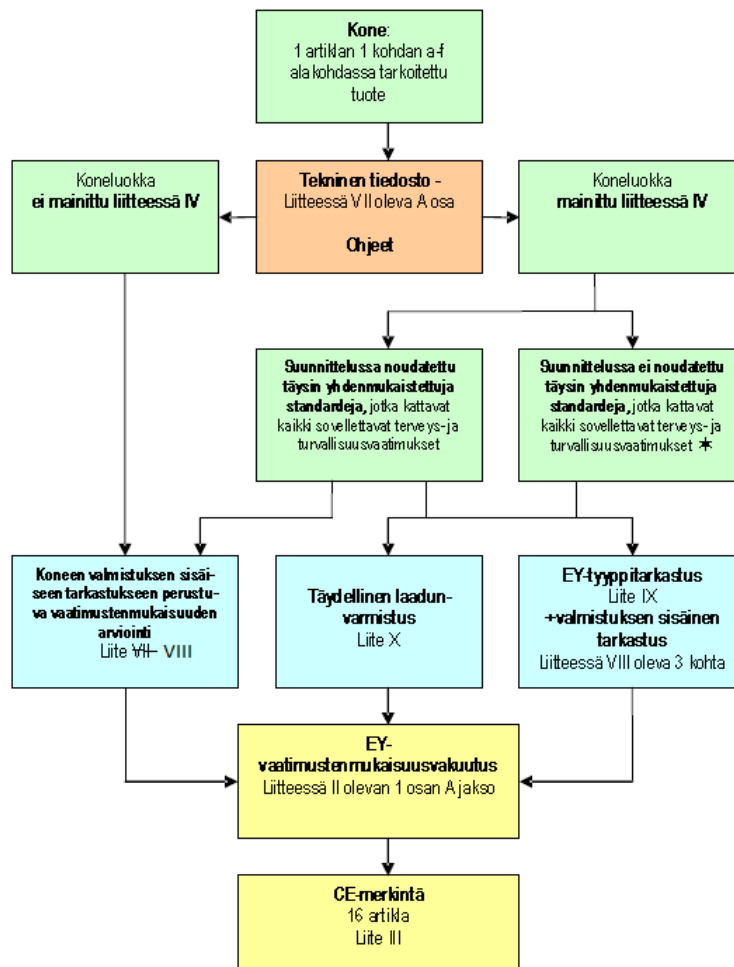 Kone:
1 artiklan 1 kohdan a-f
alakohdassa tarkoitettu
tuote
Koneluokka
ei mainittu liitteessä IV
Tekninen tiedosto -
Liitteessä VII oleva A osa
Ohjeet
Koneluokka
mainittu liitteessä IV
Suunnittelussa noudatettu
täysin yhdenmukaistettuja
standardeja, jotka kattavat
kaikki sovellettavat terveys- ja
turvallisuusvaatimukset
Suunnittelussa ei noudatettu
täysin yhdenmukaistettuja
standardeja, jotka kattavat
kaikki sovellettavat terveys- ja
turvallisuusvaatimukset *
Koneen valmistuksen sisäi-
seen tarkastukseen perustu-
va vaatimustenmukaisuuden
arviointi
Liite VII VIII
Täydellinen laadun-
varmistus
Liite X
EY-tyyppitarkastus
Liite IX
+valmistuksen sisäinen
tarkastus
Liitteessä VIII oleva 3 kohta
EY-
vaatimustenmukaisuusvakuutus
Liitteessä II olevan 1 osan A jakso
CE-merkintä
16 artikla
Liite III